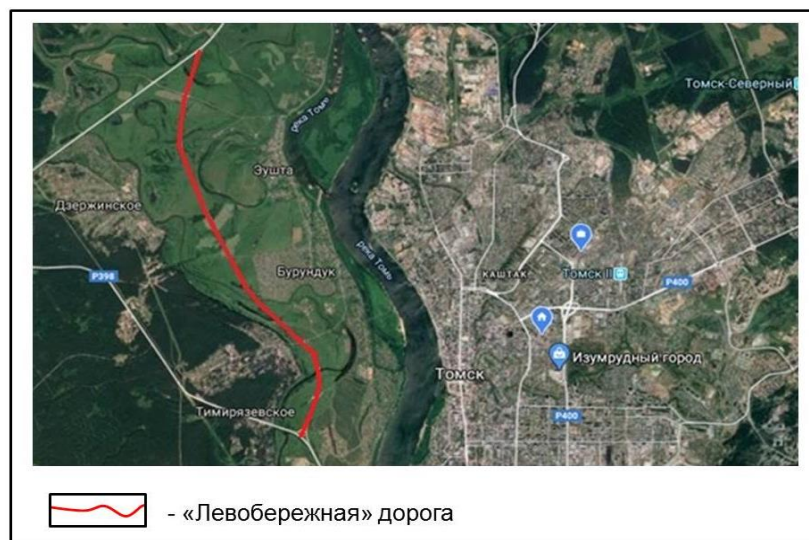 Томск-Северный
река Томь
Зушта
Дзержинское
река Томь
Р398
Бурундук
КАШТАК
Томск II
Р400
Изумрудный город
Томск
Тимирязевское
Р400
- «Левобережная» дорога